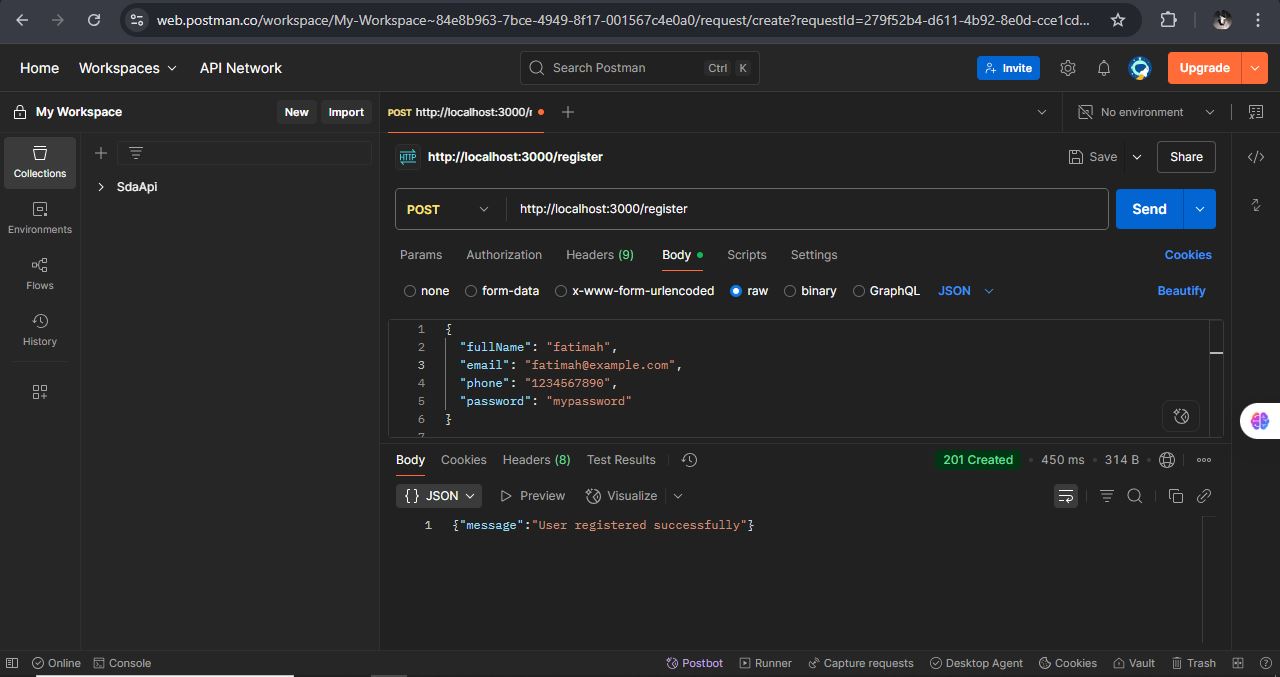 web.postman.co/workspace/My-Workspace~84e8b963-7bce-4949-8f17-001567c4e0a0/request/create?requestId=279f52b4-d611-4b92-8e0d-cce1cd...
Home Workspaces API Network Search Postman Ctrl K Invite Upgrade
My Workspace New Import POST http://localhost:3000/r No environment
HTTP http://localhost:3000/register Save Share
Collections
SdaApi
POST http://localhost:3000/register Send
Environments
Params Authorization Headers (9) Body Scripts Settings Cookies
Flows
none form-data x-www-form-urlencoded raw binary GraphQL JSON Beautify
History
1 {
2 "fullName": "fatimah",
3 "email": "fatimah@example.com",
4 "phone": "1234567890",
5 "password": "mypassword"
6 }
7
Body Cookies Headers (8) Test Results 201 Created 450 ms 314 B
{} JSON Preview Visualize
1 {"message":"User registered successfully"}
Online Console Postbot Runner Capture requests Desktop Agent Cookies Vault Trash